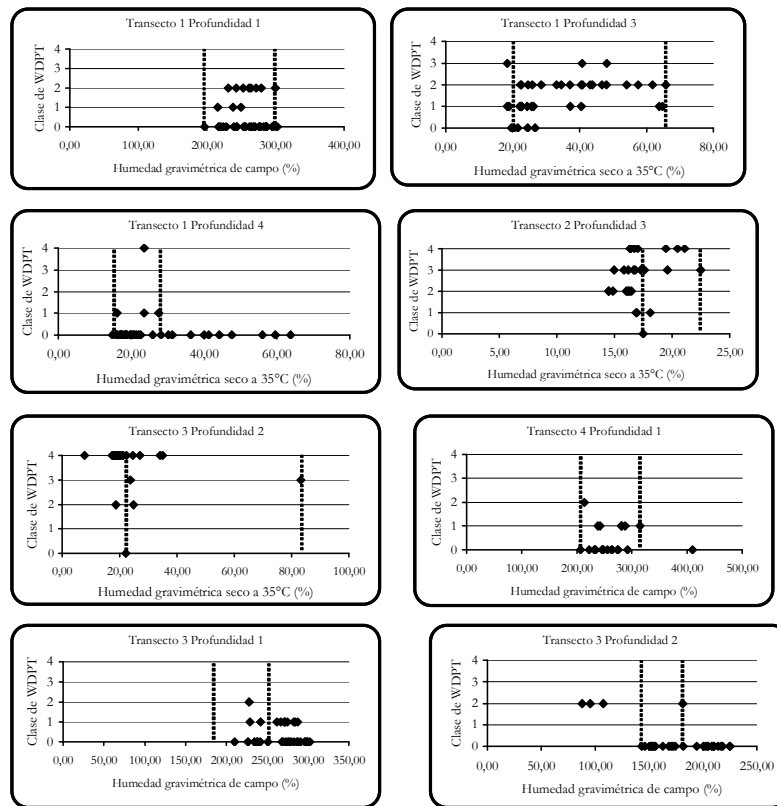 Transecto 1 Profundidad 1
Clase de WDPT
4
3
2
1
0
0,00 100,00 200,00 300,00 400,00
Humedad gravimétrica de campo (%)
Transecto 1 Profundidad 3
Clase de WDPT
4
3
2
1
0
0,00 20,00 40,00 60,00 80,00
Humedad gravimétrica seco a 35°C (%)
Transecto 1 Profundidad 4
Clase de WDPT
4
3
2
1
0
0,00 20,00 40,00 60,00 80,00
Humedad gravimétrica seco a 35°C (%)
Transecto 2 Profundidad 3
Clase de WDPT
4
3
2
1
0
0,00 5,00 10,00 15,00 20,00 25,00
Humedad gravimétrica seco a 35°C (%)
Transecto 3 Profundidad 2
Clase de WDPT
4
3
2
1
0
0,00 20,00 40,00 60,00 80,00 100,00
Humedad gravimétrica seco a 35°C (%)
Transecto 4 Profundidad 1
Clase de WDPT
4
3
2
1
0
0,00 100,00 200,00 300,00 400,00 500,00
Humedad gravimétrica de campo (%)
Transecto 3 Profundidad 1
Clase de WDPT
4
3
2
1
0
0,00 50,00 100,00 150,00 200,00 250,00 300,00 350,00
Humedad gravimétrica de campo (%)
Transecto 3 Profundidad 2
Clase de WDPT
4
3
2
1
0
0,00 50,00 100,00 150,00 200,00 250,00
Humedad gravimétrica de campo (%)